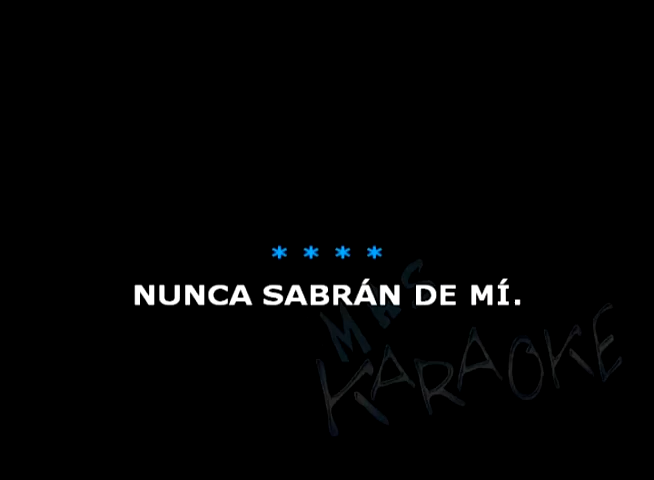 * * * *
NUNCA SABRÁN DE MÍ.
MAS
KARAOKE